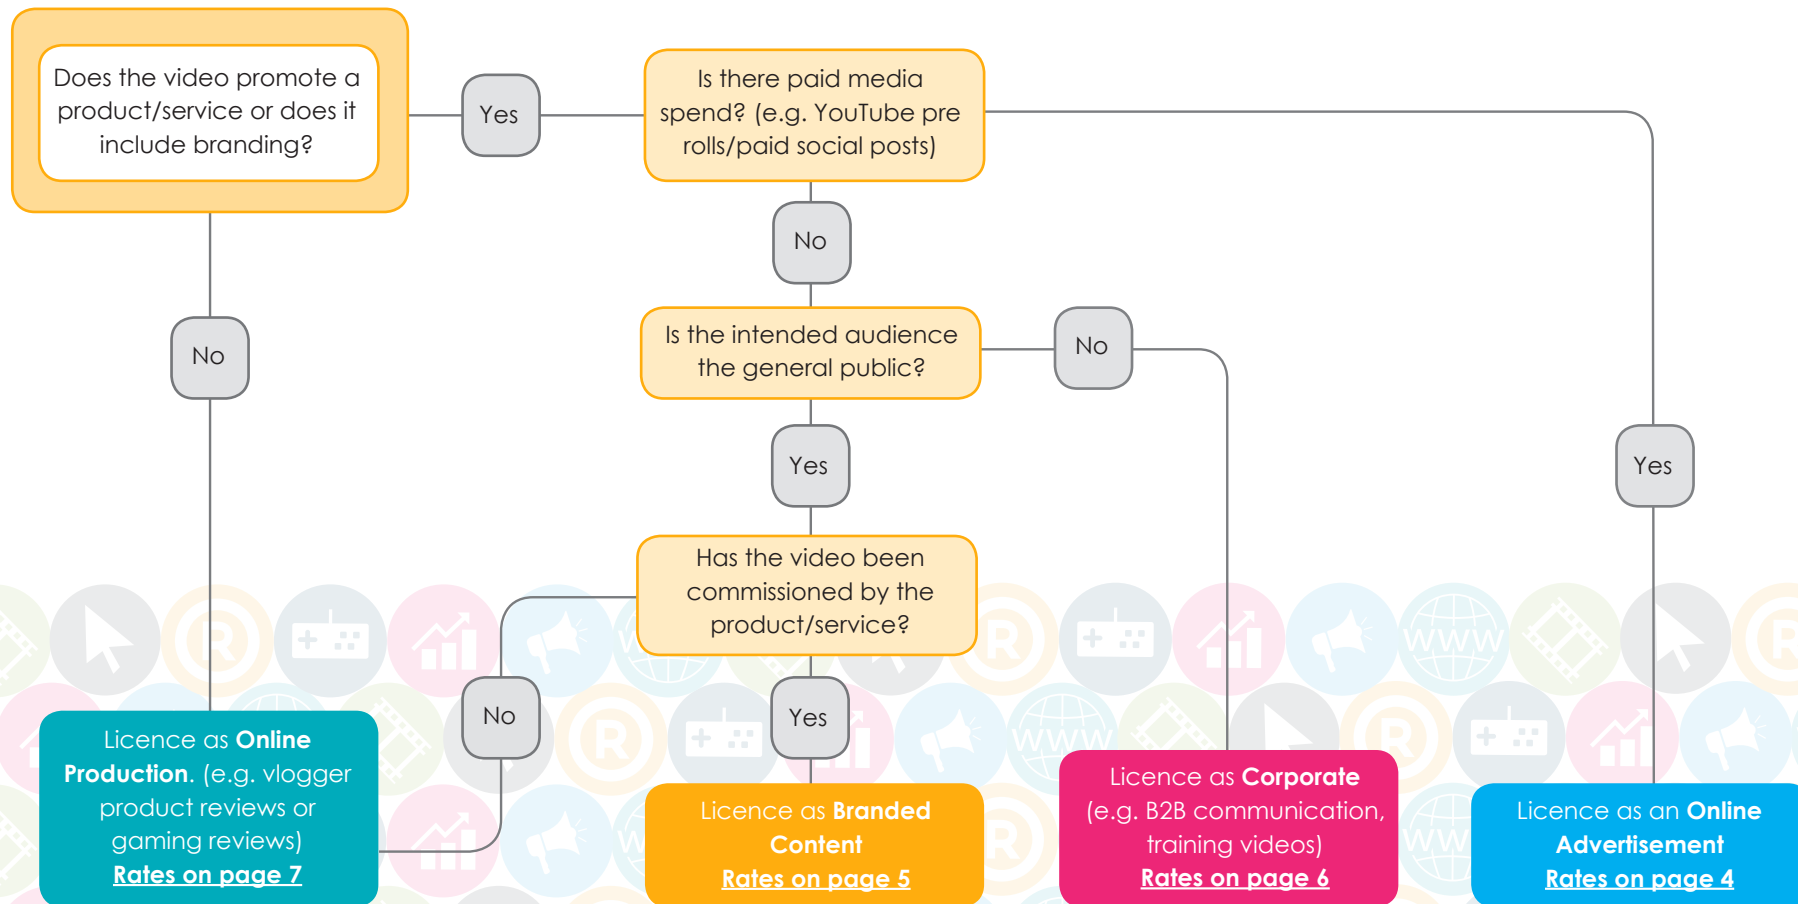 Does the video promote a
product/service or does it
include branding?
Yes
Is there paid media
spend? (e.g. YouTube pre
rolls/paid social posts)
No
Is the intended audience
the general public?
No
No
Yes
Yes
Has the video been
commissioned by the
product/service?
No
Yes
Licence as Online
Production. (e.g. vlogger
product reviews or
gaming reviews)
Rates on page 7
Licence as Branded
Content
Rates on page 5
Licence as Corporate
(e.g. B2B communication,
training videos)
Rates on page 6
Licence as an Online
Advertisement
Rates on page 4
R
R
R
WWW
R
R
WWW
R
R